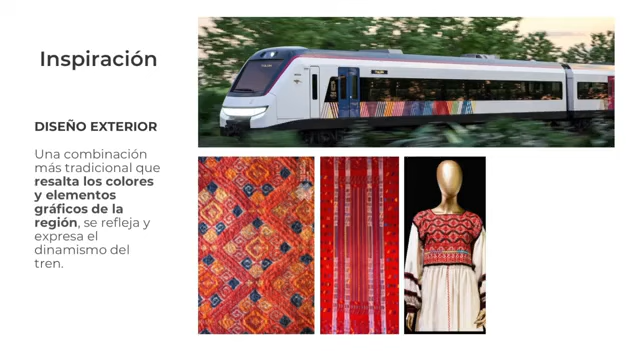 Inspiración
DISEÑO EXTERIOR
Una combinación
más tradicional que
resalta los colores
y elementos
gráficos de la
región, se refleja y
expresa el
dinamismo del
tren.